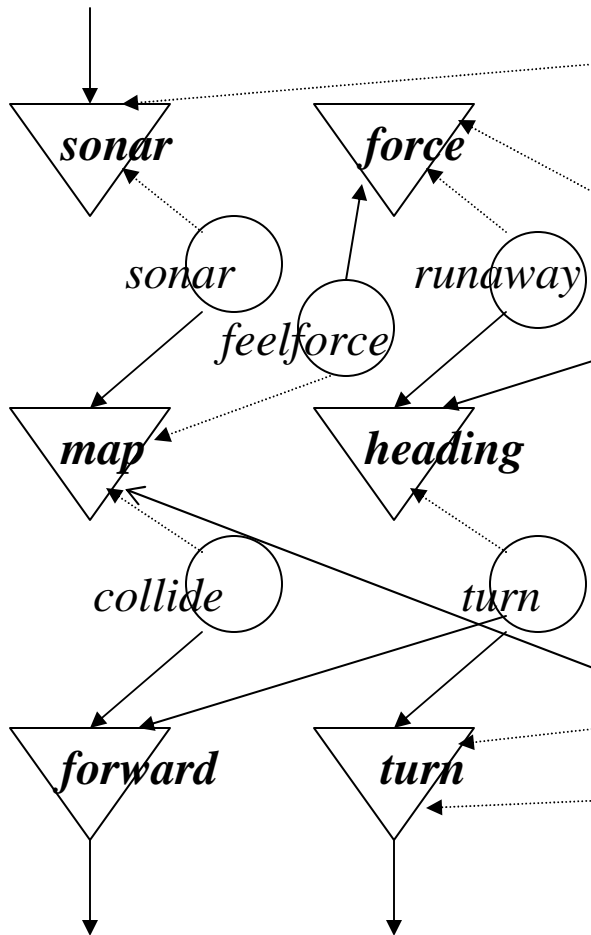 sonar
force
sonar
runaway
feelforce
map
heading
collide
turn
forward
turn